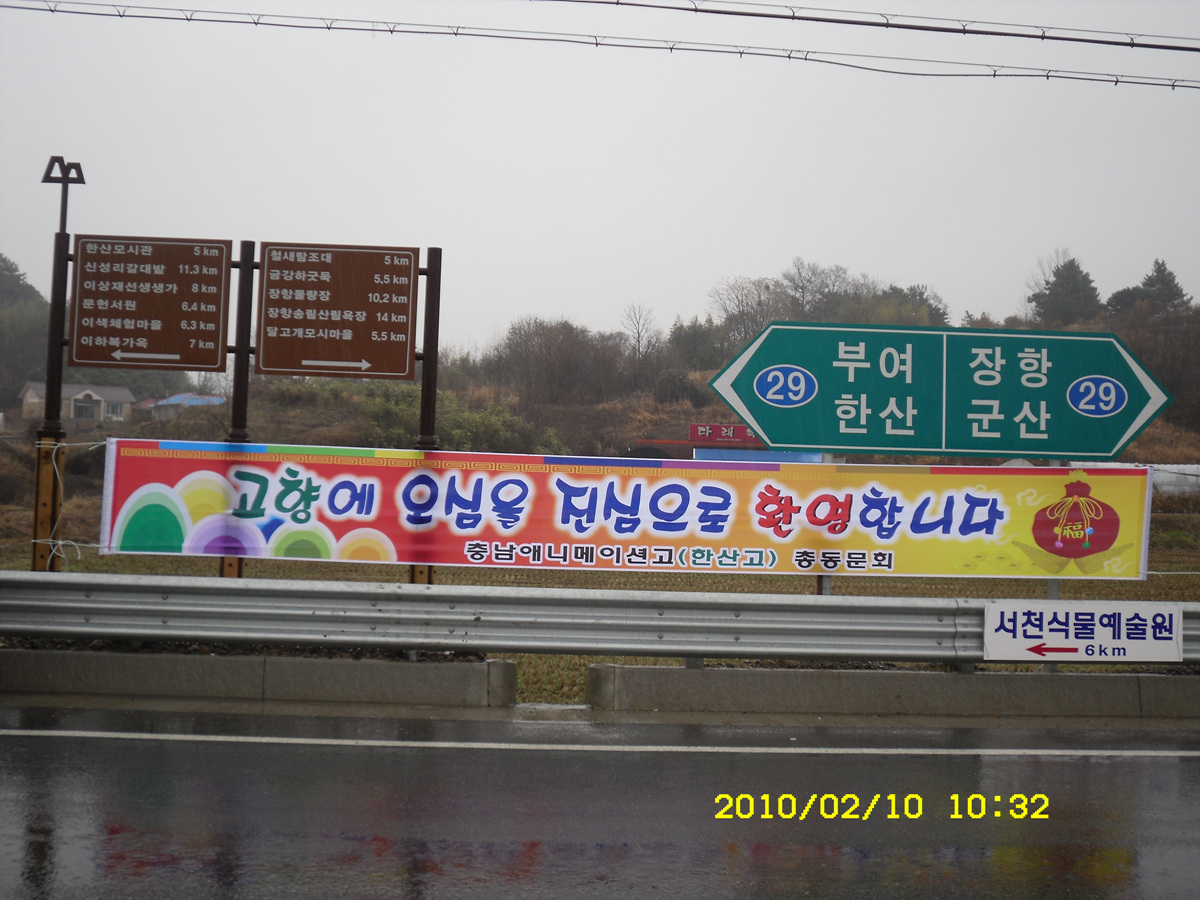 한산모시관 5 km
신성리갈대밭 11.3 km
이상재선생생가 8 km
문헌서원 6.4 km
이색체험마을 6.3 km
이하복가옥 7 km
철새탐조대 5 km
금강하굿둑 5.5 km
장항물량장 10.2 km
장항송림산림욕장 14 km
달고개모시마을 5.5 km
29 부여 장항 29
한산 군산
고향에 오심을 진심으로 환영합니다
福
충남애니메이션고(한산고) 총동문회
서천식물예술원
6km
2010/02/10 10:32